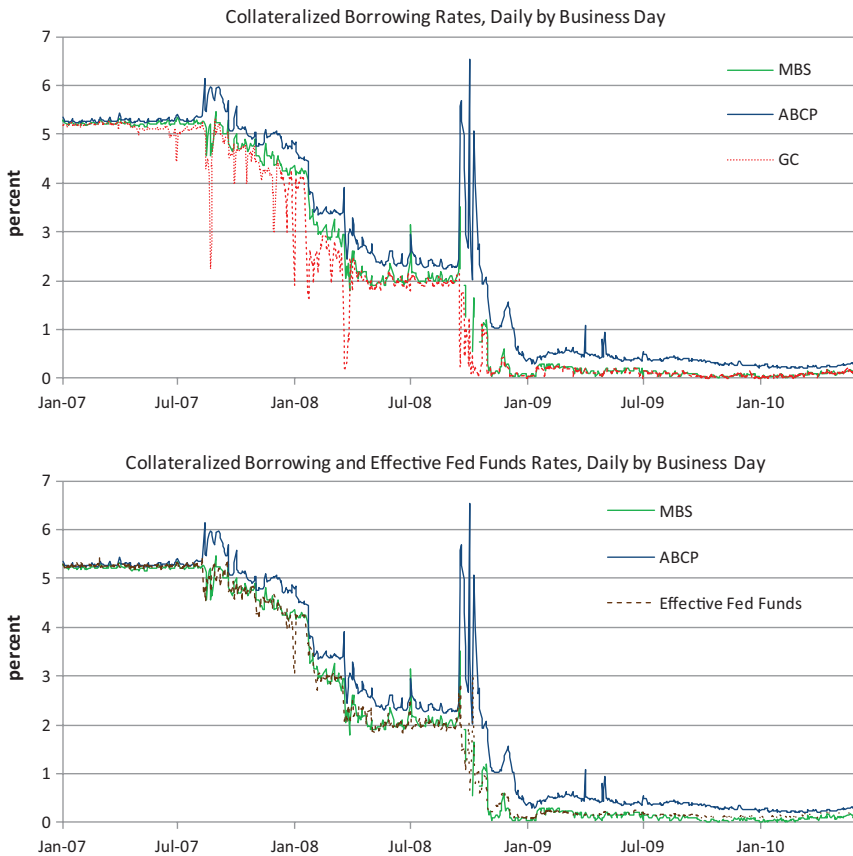 Collateralized Borrowing Rates, Daily by Business Day
7
6
5
4
3
2
1
0
percent
MBS
ABCP
GC
Jan-07 Jul-07 Jan-08 Jul-08 Jan-09 Jul-09 Jan-10
Collateralized Borrowing and Effective Fed Funds Rates, Daily by Business Day
7
6
5
4
3
2
1
0
percent
MBS
ABCP
Effective Fed Funds
Jan-07 Jul-07 Jan-08 Jul-08 Jan-09 Jul-09 Jan-10